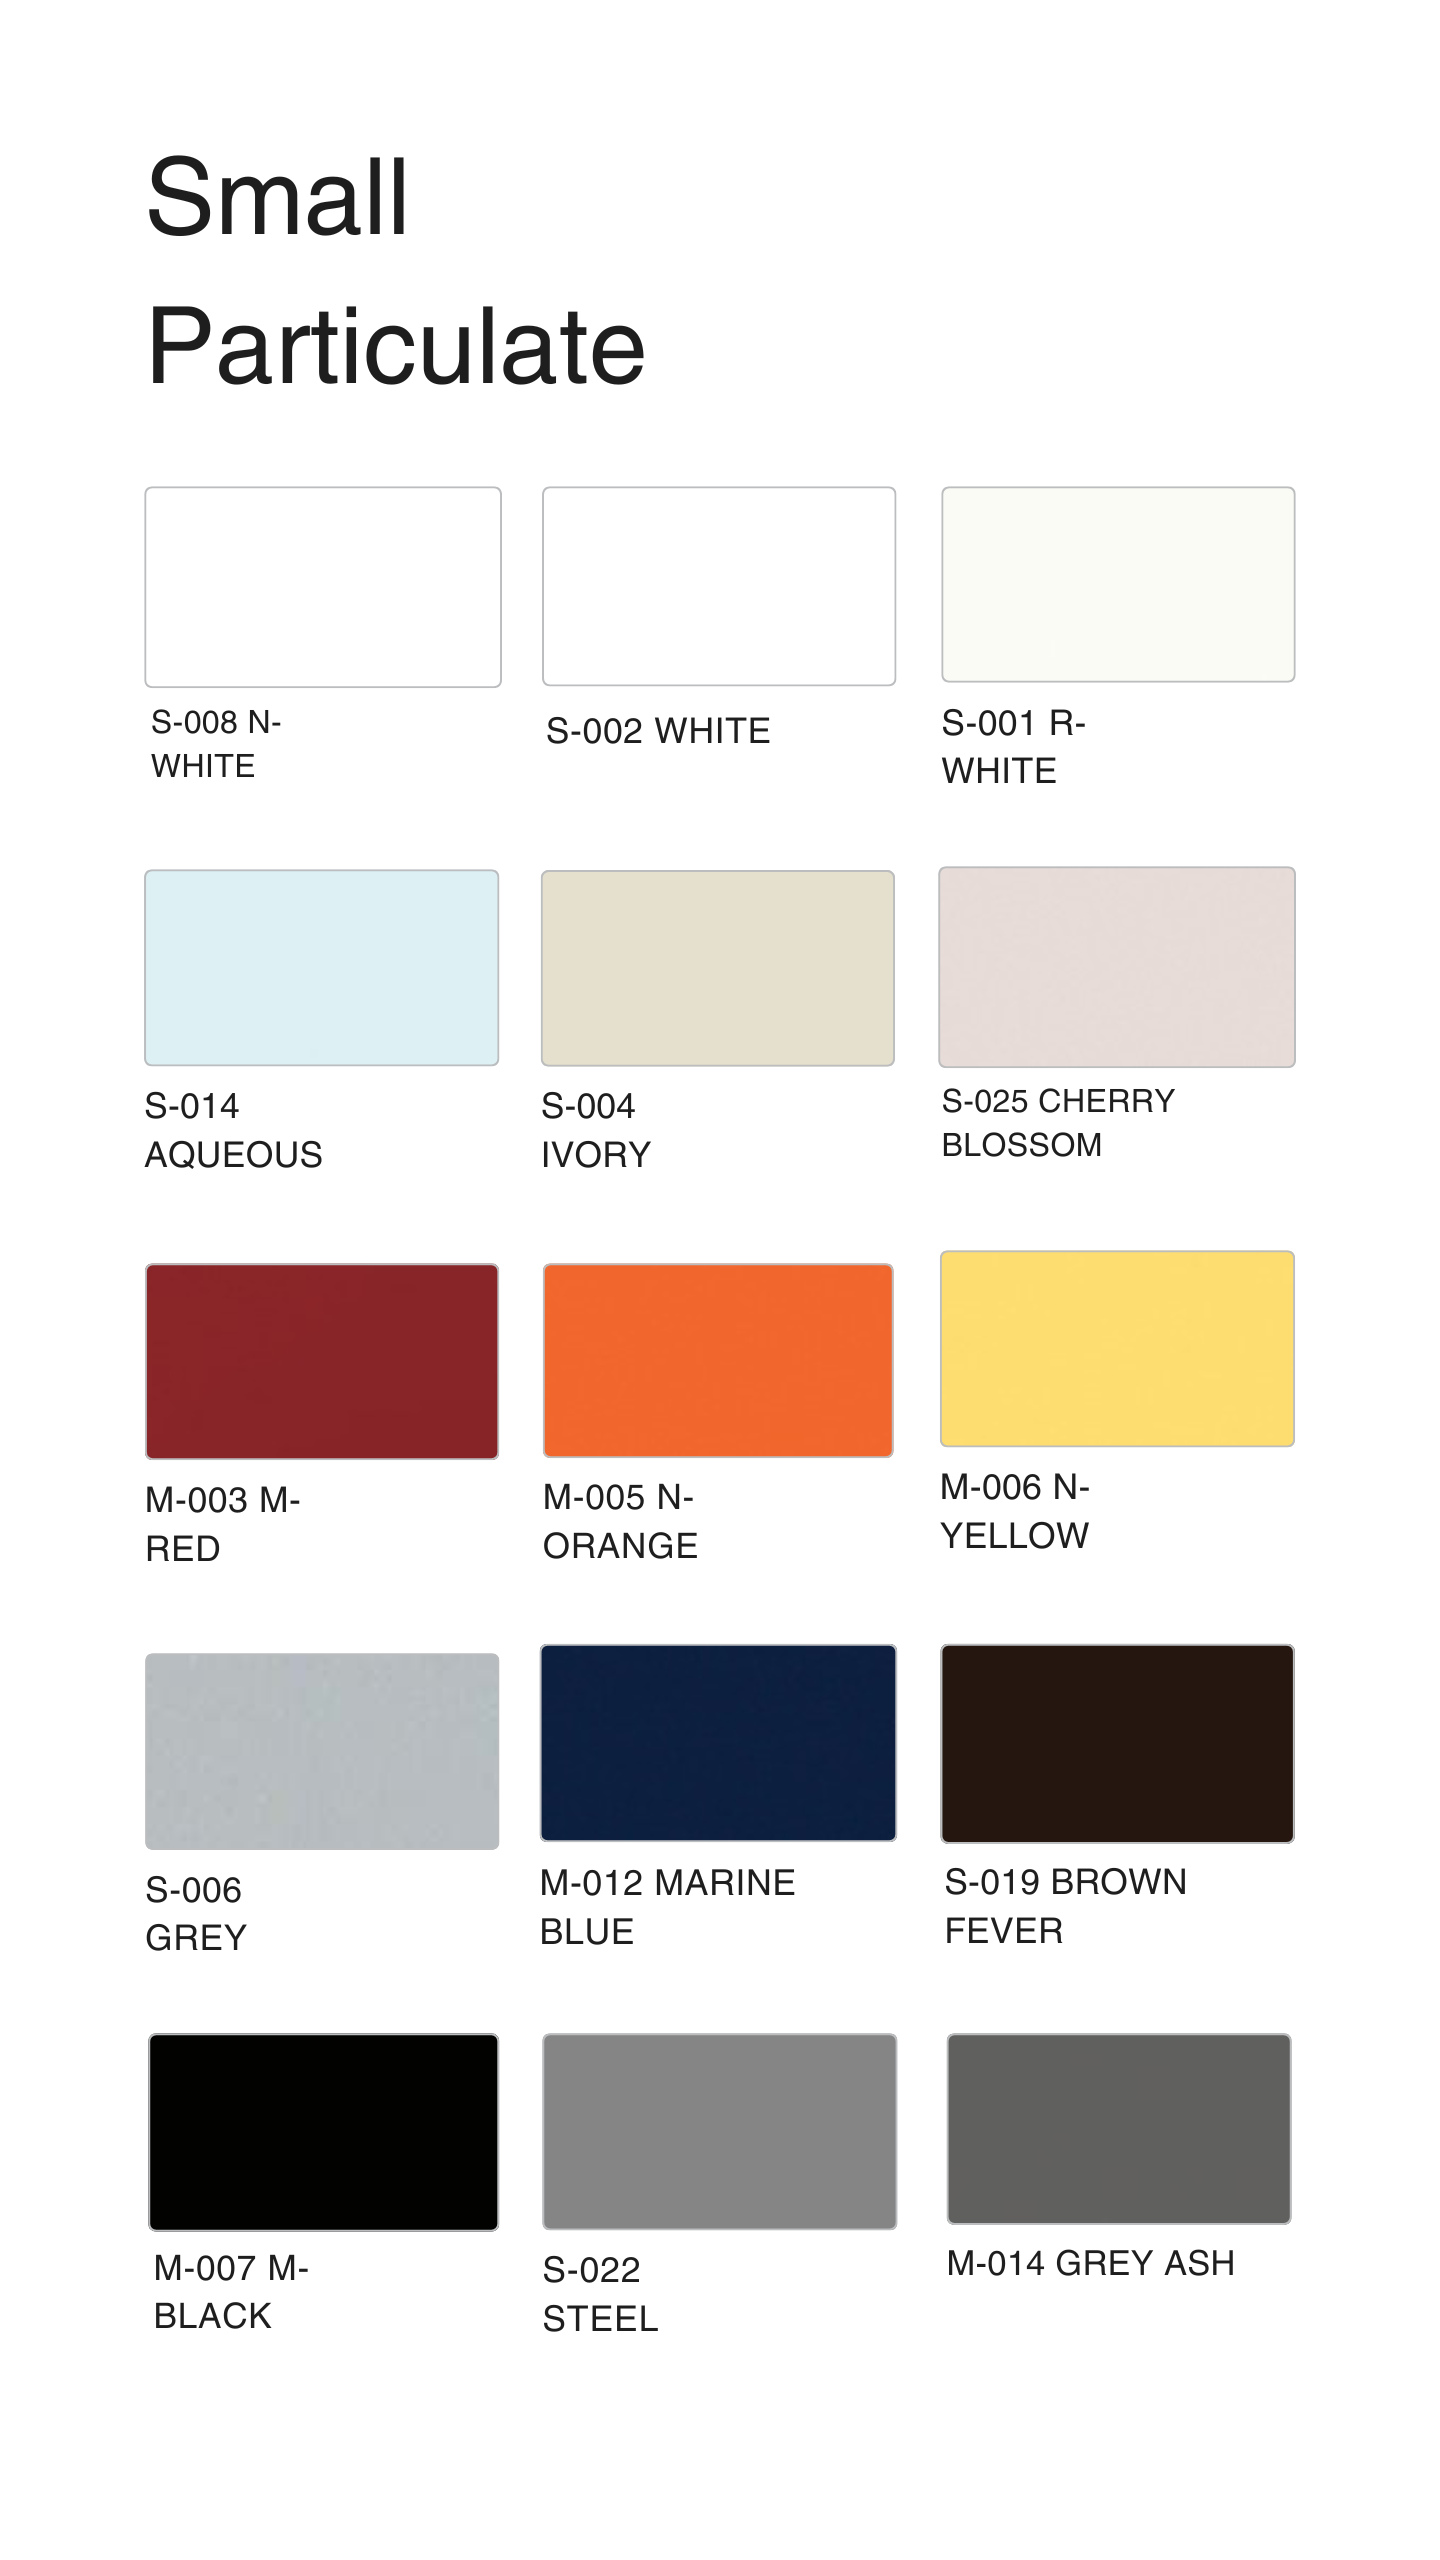 Small
Particulate
S-008 N-
WHITE
S-002 WHITE
S-001 R-
WHITE
S-014
AQUEOUS
S-004
IVORY
S-025 CHERRY
BLOSSOM
M-003 M-
RED
M-005 N-
ORANGE
M-006 N-
YELLOW
S-006
GREY
M-012 MARINE
BLUE
S-019 BROWN
FEVER
M-007 M-
BLACK
S-022
STEEL
M-014 GREY ASH